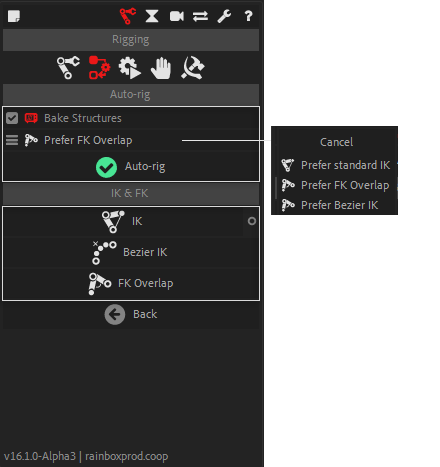 ?
Rigging
Auto-rig
Bake Structures
Prefer FK Overlap
Auto-rig
IK & FK
IK
Bezier IK
FK Overlap
Back
v16.1.0-Alpha3 | rainboxprod.coop
Cancel
Prefer standard IK
Prefer FK Overlap
Prefer Bezier IK